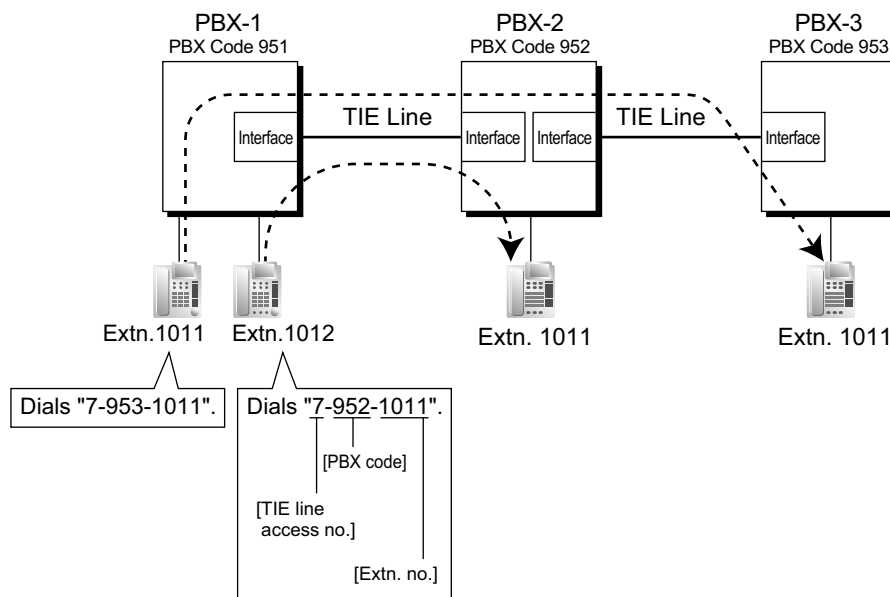 PBX-1
PBX Code 951
PBX-2
PBX Code 952
PBX-3
PBX Code 953
TIE Line
TIE Line
Interface
Interface
Interface
Interface
Extn.1011
Extn.1012
Extn. 1011
Extn. 1011
Dials "7-953-1011".
Dials "7-952-1011".
[PBX code]
[TIE line
access no.]
[Extn. no.]